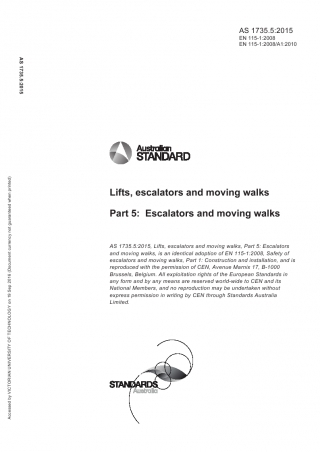 AS 1735.5:2015
EN 115-1:2008
EN 115-1:2008/A1:2010
AS 1735.5:2015
Australian
STANDARD
Lifts, escalators and moving walks
Part 5: Escalators and moving walks
AS 1735.5:2015, Lifts, escalators and moving walks, Part 5: Escalators
and moving walks, is an identical adoption of EN 115-1:2008, Safety of
escalators and moving walks, Part 1: Construction and installation, and is
reproduced with the permission of CEN, Avenue Marnix 17, B-1000
Brussels, Belgium. All exploitation rights of the European Standards in
any form and by any means are reserved world-wide to CEN and its
National Members, and no reproduction may be undertaken without
express permission in writing by CEN through Standards Australia
Limited.
Accessed by VICTORIAN UNIVERSITY OF TECHNOLOGY on 16 Sep 2015 (Document currency not guaranteed when printed)
STANDARDS
Australia